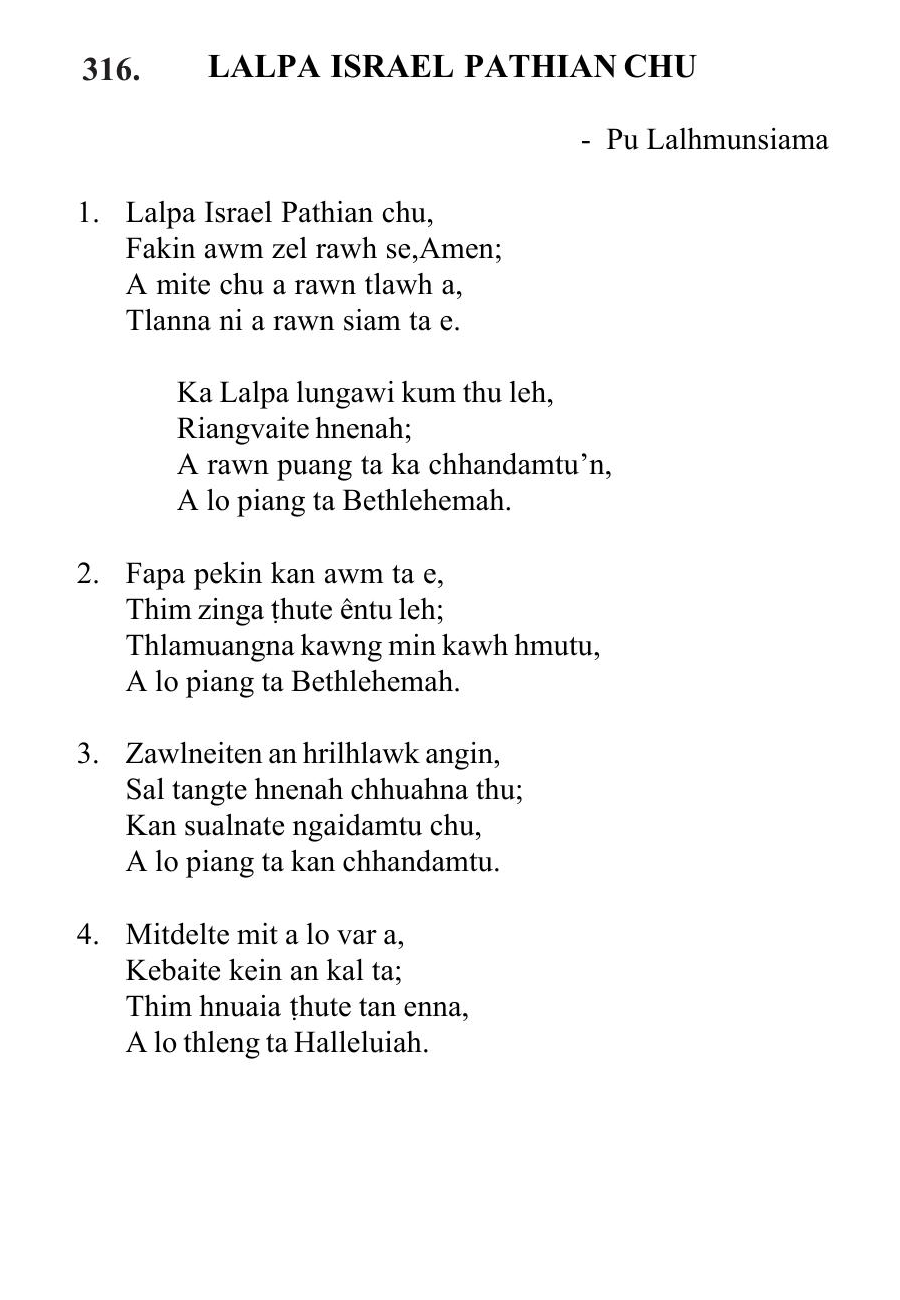 316. LALPA ISRAEL PATHIAN CHU
- Pu Lalhmunsiama
1. Lalpa Israel Pathian chu,
Fakin awm zel rawh se,Amen;
A mite chu a rawn tlawh a,
Tlanna ni a rawn siam ta e.
Ka Lalpa lungawi kum thu leh,
Riangvaite hnenah;
A rawn puang ta ka chhandamtu’n,
A lo piang ta Bethlehemah.
2. Fapa pekin kan awm ta e,
Thim zinga ṭhute êntu leh;
Thlamuangna kawng min kawh hmutu,
A lo piang ta Bethlehemah.
3. Zawlneiten an hrilhlawk angin,
Sal tangte hnenah chhuahna thu;
Kan sualnate ngaidamtu chu,
A lo piang ta kan chhandamtu.
4. Mitdelte mit a lo var a,
Kebaite kein an kal ta;
Thim hnuaia ṭhute tan enna,
A lo thleng ta Halleluiah.